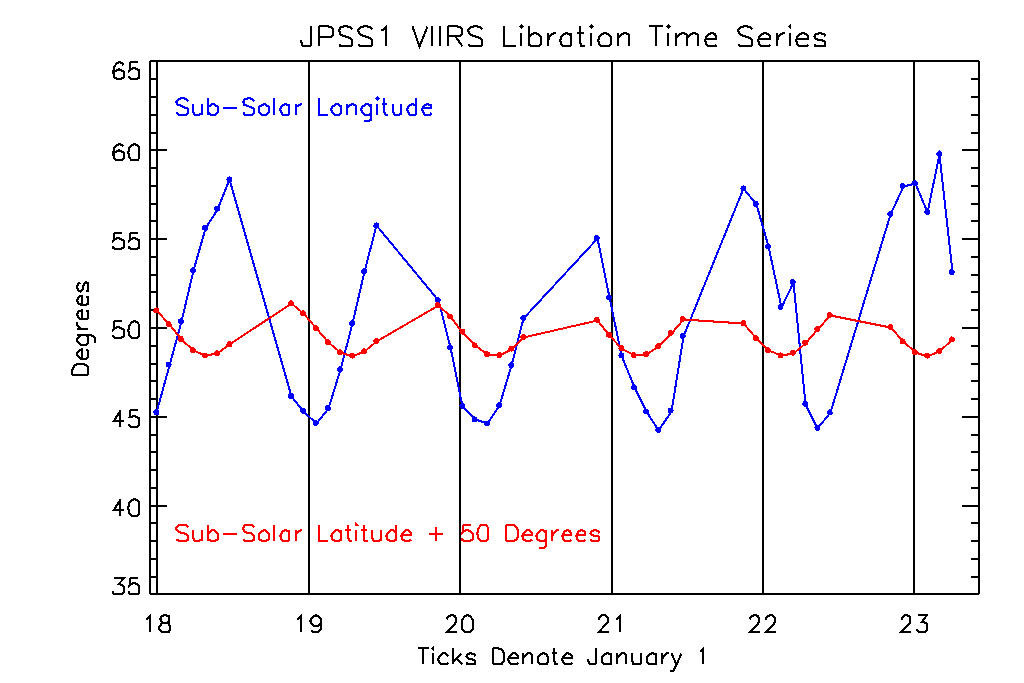 JPSS1 VIIRS Libration Time Series
65
Sub-Solar Longitude
60
55
50
45
40
Sub-Solar Latitude + 50 Degrees
35
Degrees
18 19 20 21 22 23
Ticks Denote January 1